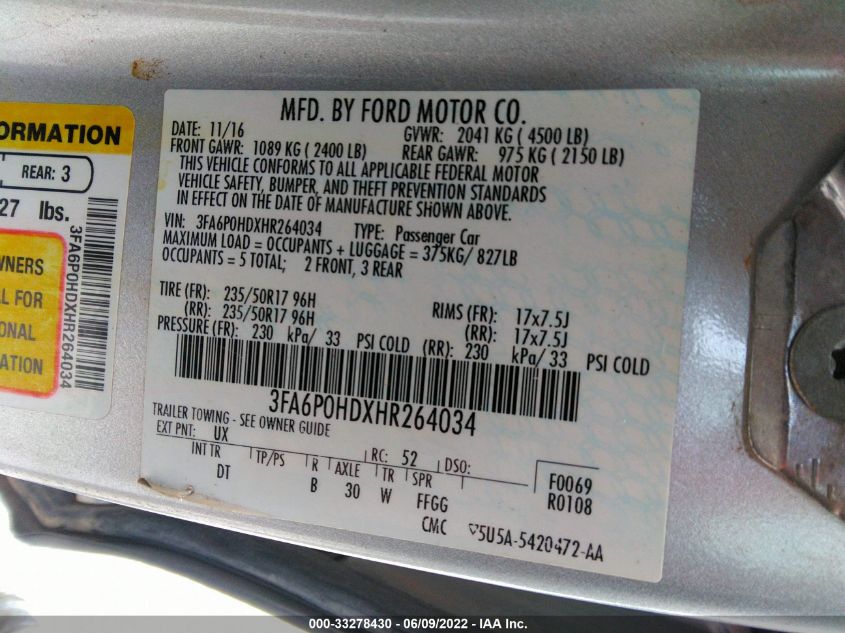 MFD. BY FORD MOTOR CO.
DATE: 11/16 GVWR: 2041 KG ( 4500 LB)
FRONT GAWR: 1089 KG ( 2400 LB) REAR GAWR: 975 KG ( 2150 LB)
THIS VEHICLE CONFORMS TO ALL APPLICABLE FEDERAL MOTOR
VEHICLE SAFETY, BUMPER, AND THEFT PREVENTION STANDARDS
IN EFFECT ON THE DATE OF MANUFACTURE SHOWN ABOVE.
VIN: 3FA6P0HDXHR264034 TYPE: Passenger Car
MAXIMUM LOAD = OCCUPANTS + LUGGAGE = 375KG/ 827LB
OCCUPANTS = 5 TOTAL; 2 FRONT, 3 REAR
TIRE (FR): 235/50R17 96H RIMS (FR): 17x7.5J
(RR): 235/50R17 96H (RR): 17x7.5J
PRESSURE (FR): 230 kPa/ 33 PSI COLD (RR): 230 kPa/ 33 PSI COLD
3FA6P0HDXHR264034
TRAILER TOWING - SEE OWNER GUIDE
EXT PNT: UX RC: 52 DSO:
INT TR TP/PS R AXLE TR SPR F0069
DT B 30 W FFGG R0108
CMC 5U5A-5420472-AA
ORMATION
REAR: 3
27 lbs.
3FA6P0HDXHR264034
WNERS
AL FOR
IONAL
ATION
000-33278430 - 06/09/2022 - IAA Inc.